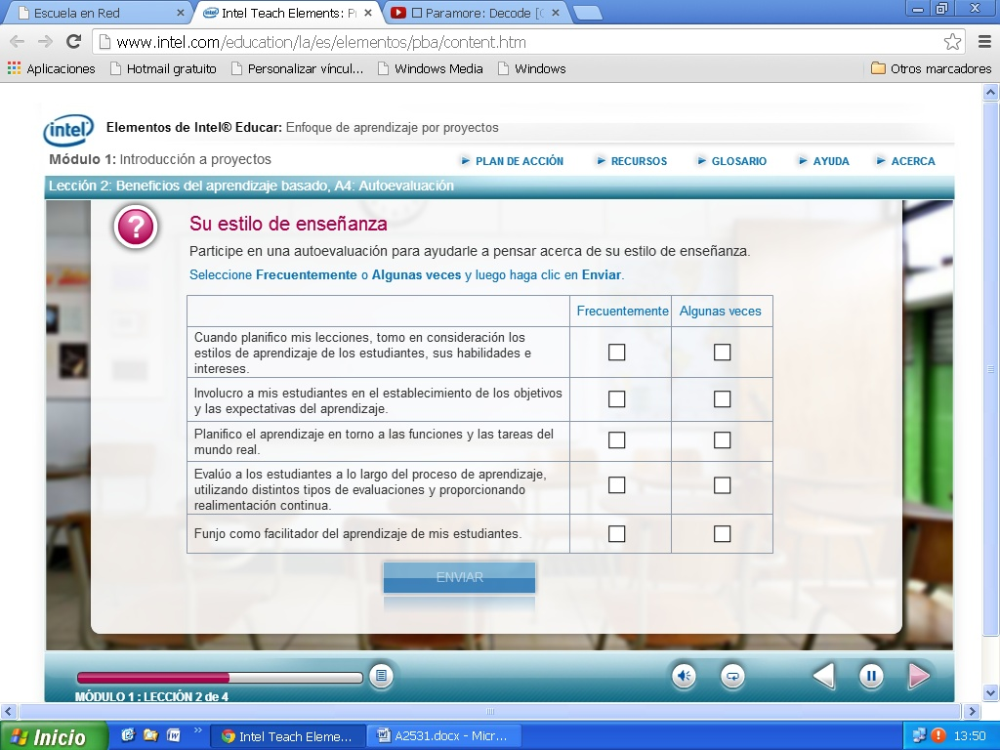 Escuela en Red
Intel Teach Elements: Pr
Paramore: Decode [
www.intel.com/education/la/es/elementos/pba/content.htm
Aplicaciones
Hotmail gratuito
Personalizar víncul...
Windows Media
Windows
Otros marcadores
intel
Elementos de Intel® Educar: Enfoque de aprendizaje por proyectos
Módulo 1: Introducción a proyectos
PLAN DE ACCIÓN
RECURSOS
GLOSARIO
AYUDA
ACERCA
Lección 2: Beneficios del aprendizaje basado, A4: Autoevaluación
?
Su estilo de enseñanza
Participe en una autoevaluación para ayudarle a pensar acerca de su estilo de enseñanza.
Seleccione Frecuentemente o Algunas veces y luego haga clic en Enviar.
Frecuentemente Algunas veces
Cuando planifico mis lecciones, tomo en consideración los
estilos de aprendizaje de los estudiantes, sus habilidades e
intereses.
Involucro a mis estudiantes en el establecimiento de los objetivos
y las expectativas del aprendizaje.
Planifico el aprendizaje en torno a las funciones y las tareas del
mundo real.
Evalúo a los estudiantes a lo largo del proceso de aprendizaje,
utilizando distintos tipos de evaluaciones y proporcionando
realimentación continua.
Funjo como facilitador del aprendizaje de mis estudiantes.
ENVIAR
MÓDULO 1 : LECCIÓN 2 de 4
Inicio
Intel Teach Eleme...
A2531.docx - Micr...
13:50